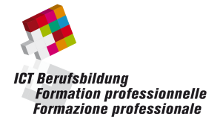 ICT Berufsbildung
Formation professionnelle
Formazione professionale